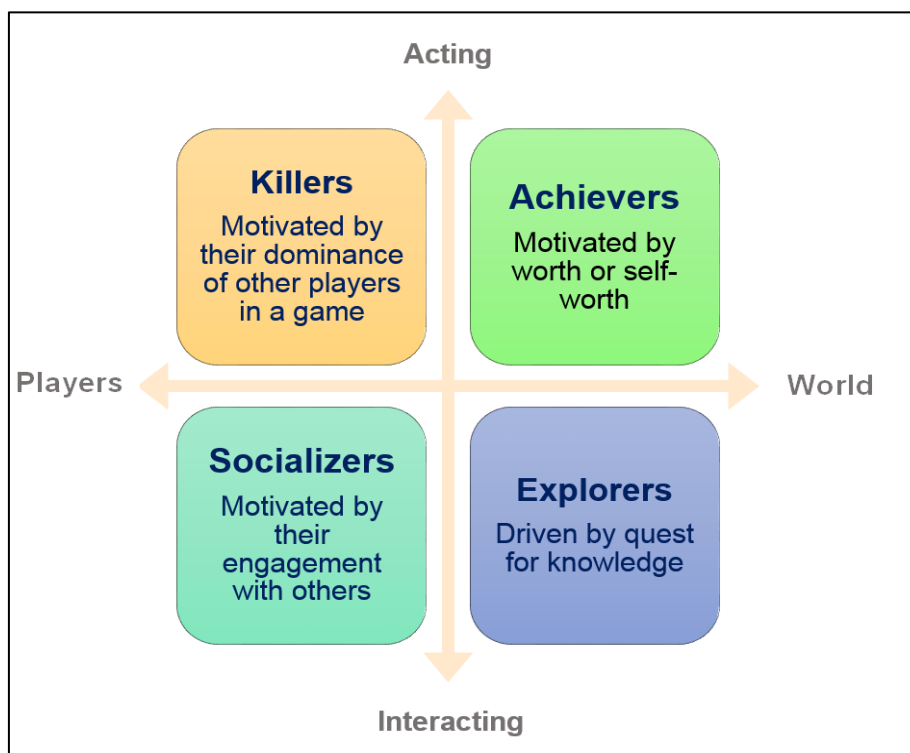 Acting
Killers
Motivated by
their dominance
of other players
in a game
Achievers
Motivated by
worth or self-
worth
Players
World
Socializers
Motivated by
their
engagement
with others
Explorers
Driven by quest
for knowledge
Interacting